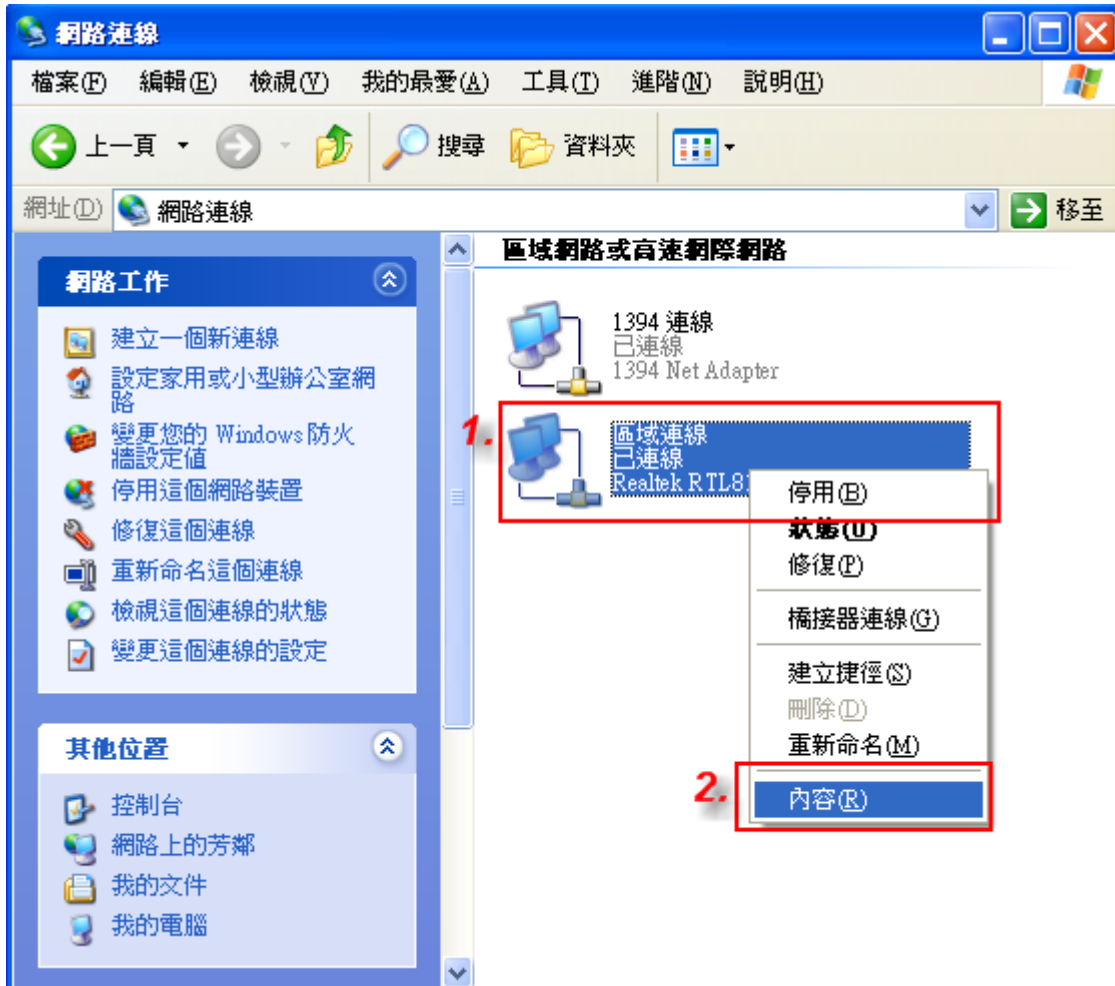 網路連線
檔案(F) 編輯(E) 檢視(V) 我的最愛(A) 工具(T) 進階(N) 說明(H)
上一頁 搜尋 資料夾
網址(D) 網路連線 移至
網路工作
建立一個新連線
設定家用或小型辦公室網
路
變更您的 Windows 防火
牆設定值
停用這個網路裝置
修復這個連線
重新命名這個連線
檢視這個連線的狀態
變更這個連線的設定
其他位置
控制台
網路上的芳鄰
我的文件
我的電腦
區域網路或高速網際網路
1394 連線
已連線
1394 Net Adapter
1.
區域連線
已連線
Realtek
停用(B)
狀態(U)
修復(P)
橋接器連線(G)
建立捷徑(S)
刪除(D)
重新命名(M)
2.
內容(R)